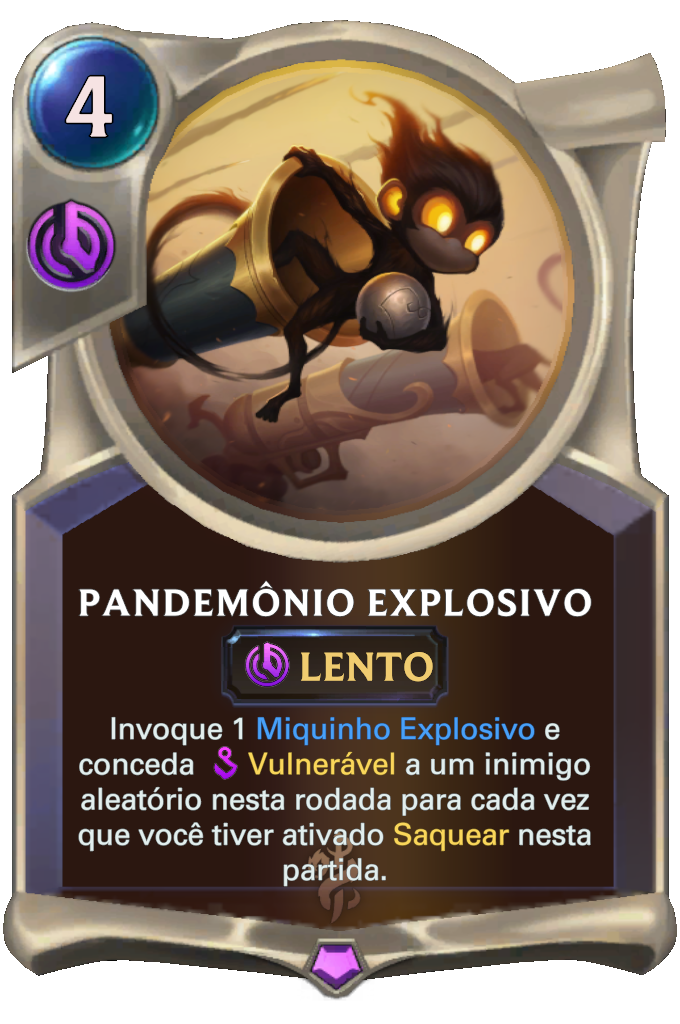 4
PANDEMÔNIO EXPLOSIVO
LENTO
Invoque 1 Miquinho Explosivo e
conceda Vulnerável a um inimigo
aleatório nesta rodada para cada vez
que você tiver ativado Saquear nesta
partida.